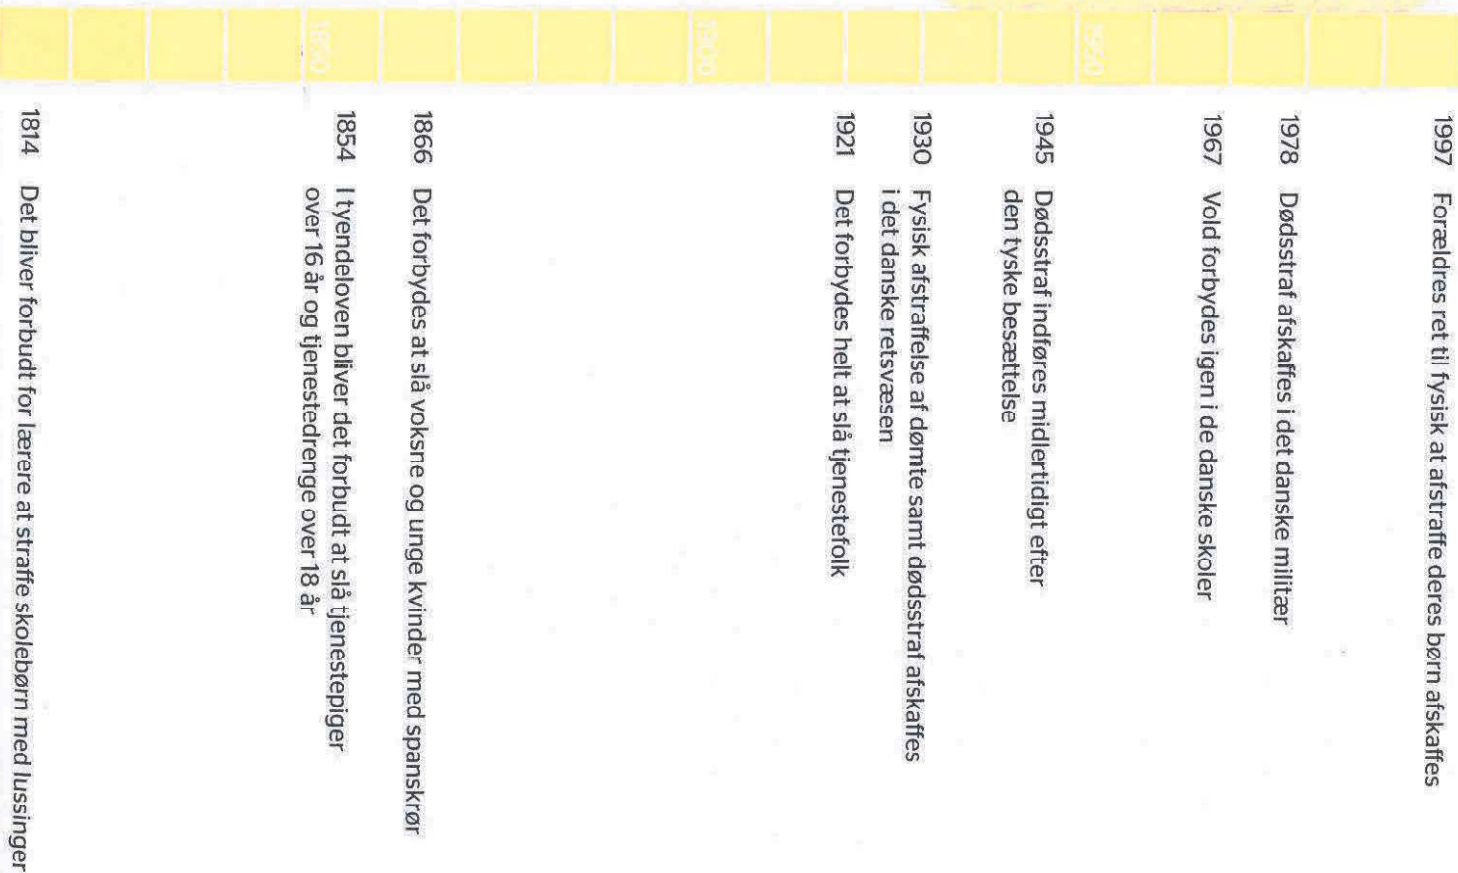 1997 Forældres ret til fysisk at afstraffe deres børn afskaffes
1978 Dødsstraf afskaffes i det danske militær
1967 Vold forbydes igen i de danske skoler
1950
1945 Dødsstraf indføres midlertidigt efter
den tyske besættelse
1930 Fysisk afstraffelse af dømte samt dødsstraf afskaffes
i det danske retsvæsen
1921 Det forbydes helt at slå tjenestefolk
1900
1866 Det forbydes at slå voksne og unge kvinder med spanskrør
1854 I tyendeloven bliver det forbudt at slå tjenestepiger
over 16 år og tjenestedrenge over 18 år
1850
1814 Det bliver forbudt for lærere at straffe skolebørn med lussinger